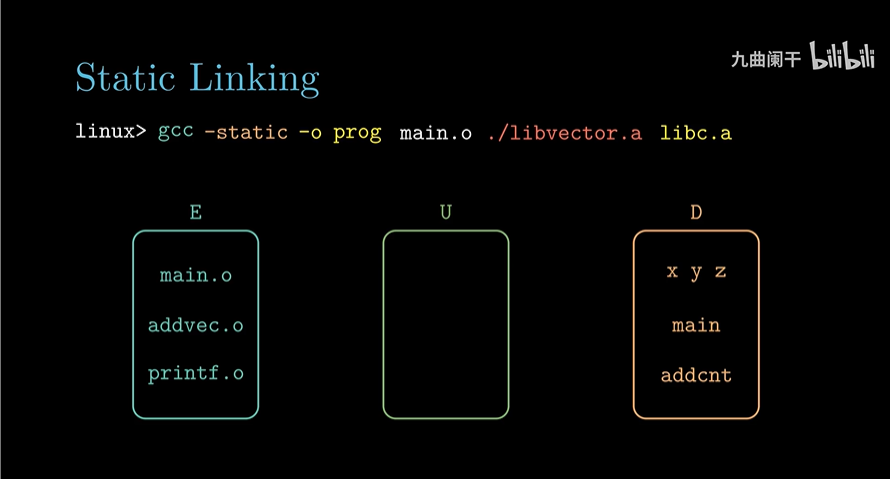 九曲阑干 bilibili
Static Linking
linux> gcc -static -o prog main.o ./libvector.a libc.a
E U D
main.o x y z
addvec.o main
printf.o addcnt